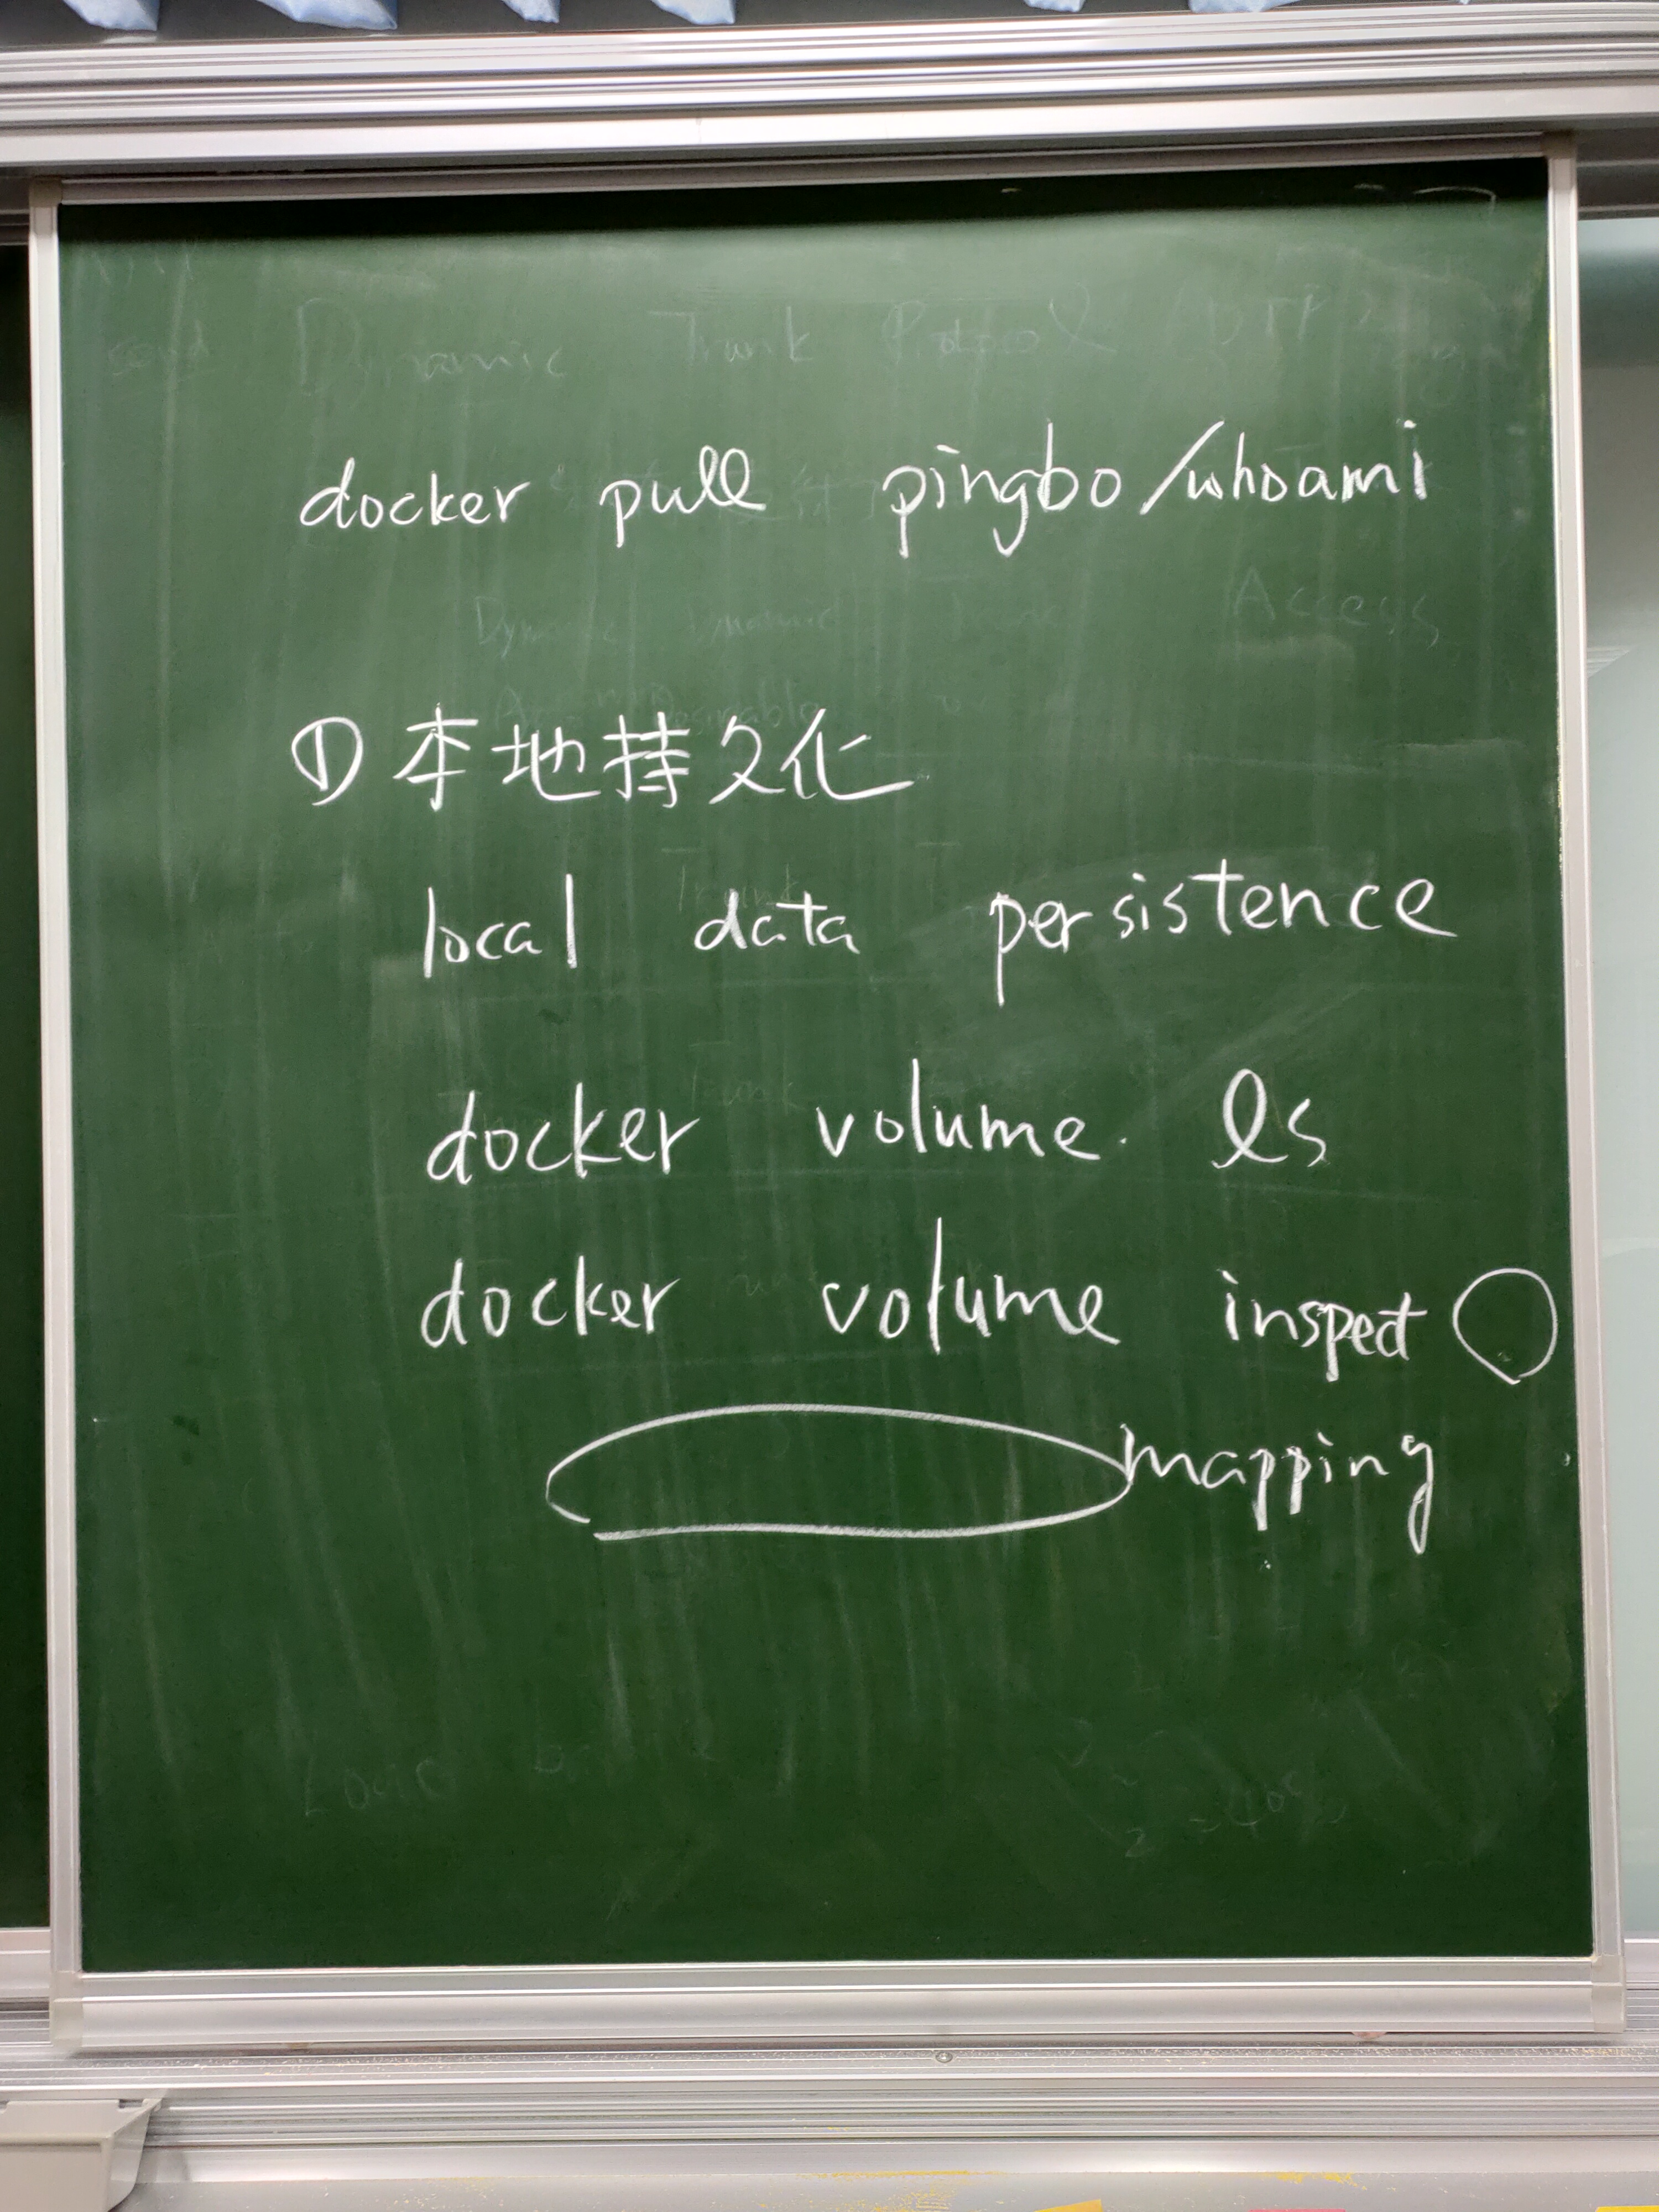 docker pull pingbo/whoami
①本地持久化
local data persistence
docker volume ls
docker volume inspect
mapping